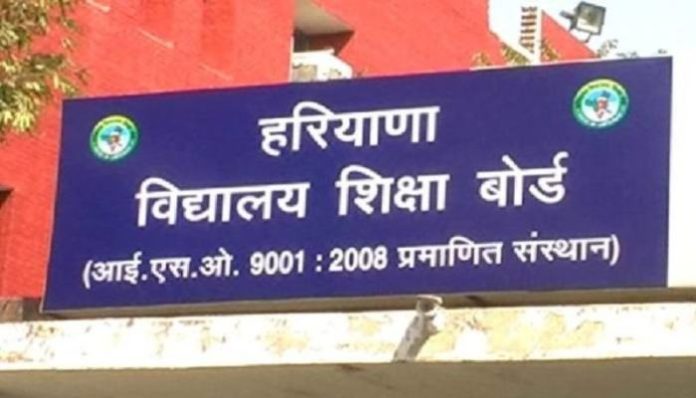 हरियाणा
विद्यालय शिक्षा बोर्ड
(आई.एस.ओ. 9001 : 2008 प्रमाणित संस्थान)